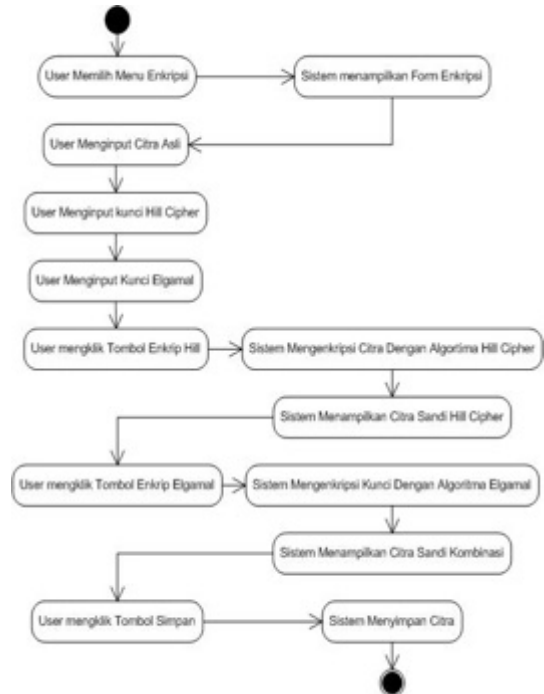 User Memilih Menu Enkripsi
Sistem menampilkan Form Enkripsi
User Menginput Citra Asli
User Menginput kunci Hill Cipher
User Menginput Kunci Elgamal
User mengklik Tombol Enkrip Hill
Sistem Mengenkripsi Citra Dengan Algortima Hill Cipher
Sistem Menampilkan Citra Sandi Hill Cipher
User mengklik Tombol Enkrip Elgamal
Sistem Mengenkripsi Kunci Dengan Algoritma Elgamal
Sistem Menampilkan Citra Sandi Kombinasi
User mengklik Tombol Simpan
Sistem Menyimpan Citra